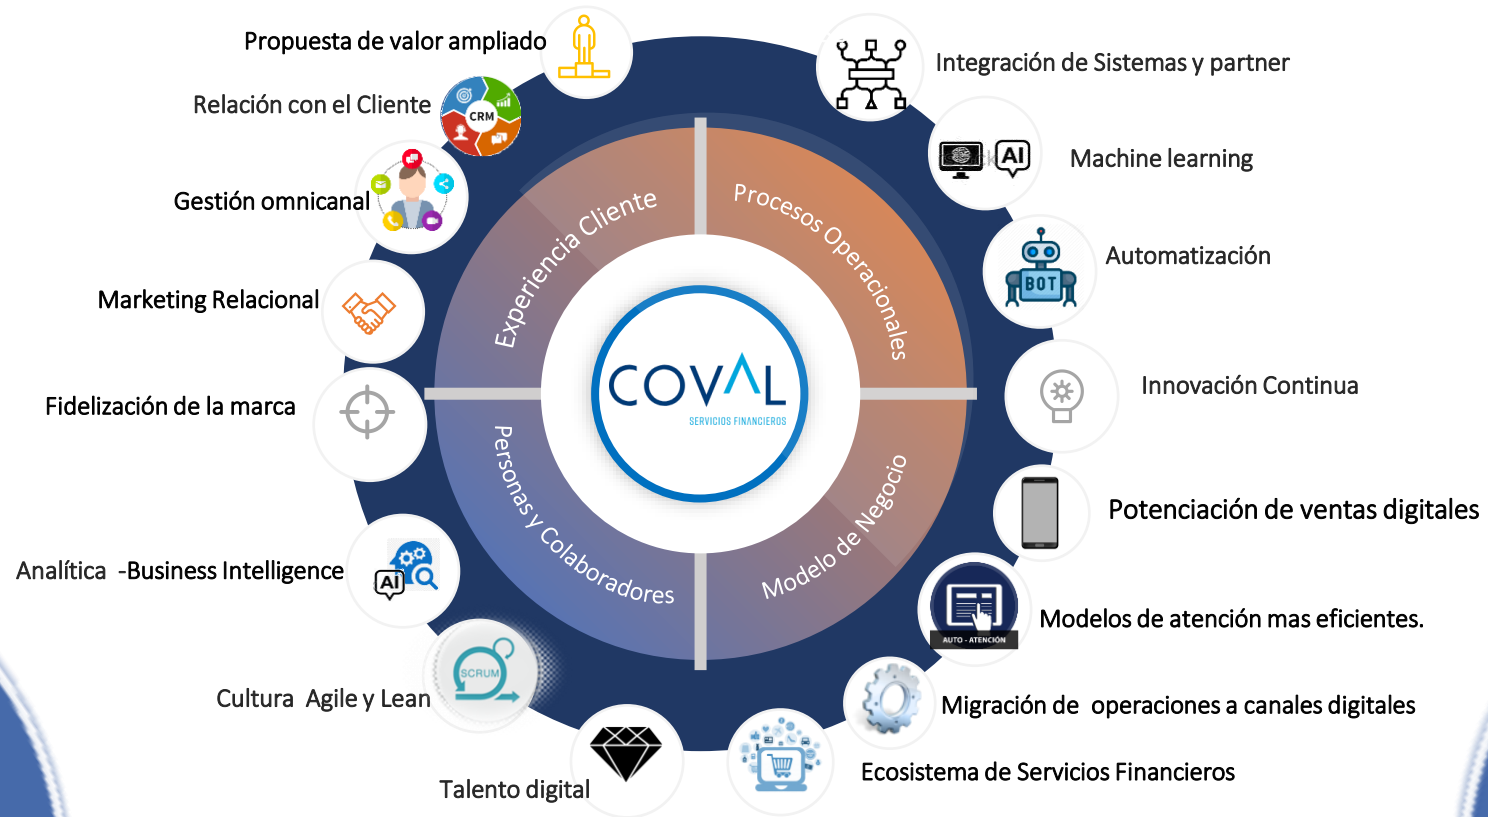 Propuesta de valor ampliado
Relación con el Cliente
CRM
Gestión omnicanal
Marketing Relacional
Fidelización de la marca
Analítica -Business Intelligence
AI
Cultura Agile y Lean
SCRUM
Talento digital
Integración de Sistemas y partner
AI
Machine learning
Automatización
BOT
Innovación Continua
Potenciación de ventas digitales
Modelos de atención mas eficientes.
AUTO - ATENCIÓN
Migración de operaciones a canales digitales
Ecosistema de Servicios Financieros
Experiencia Cliente
Procesos Operacionales
Personas y Colaboradores
Modelo de Negocio
COVAL
SERVICIOS FINANCIEROS